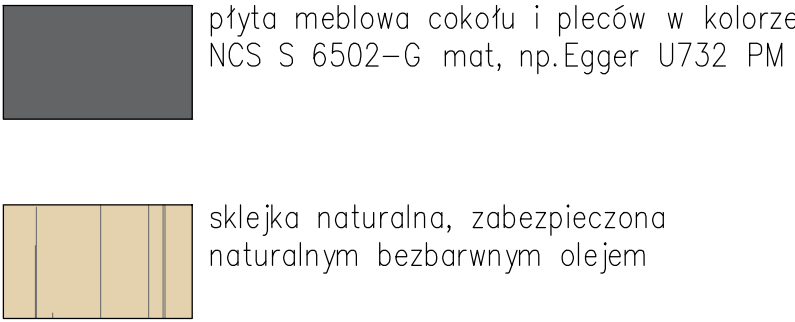 płyta meblowa cokołu i pleców w kolorze
NCS S 6502-G mat, np.Egger U732 PM
sklejka naturalna, zabezpieczona
naturalnym bezbarwnym olejem